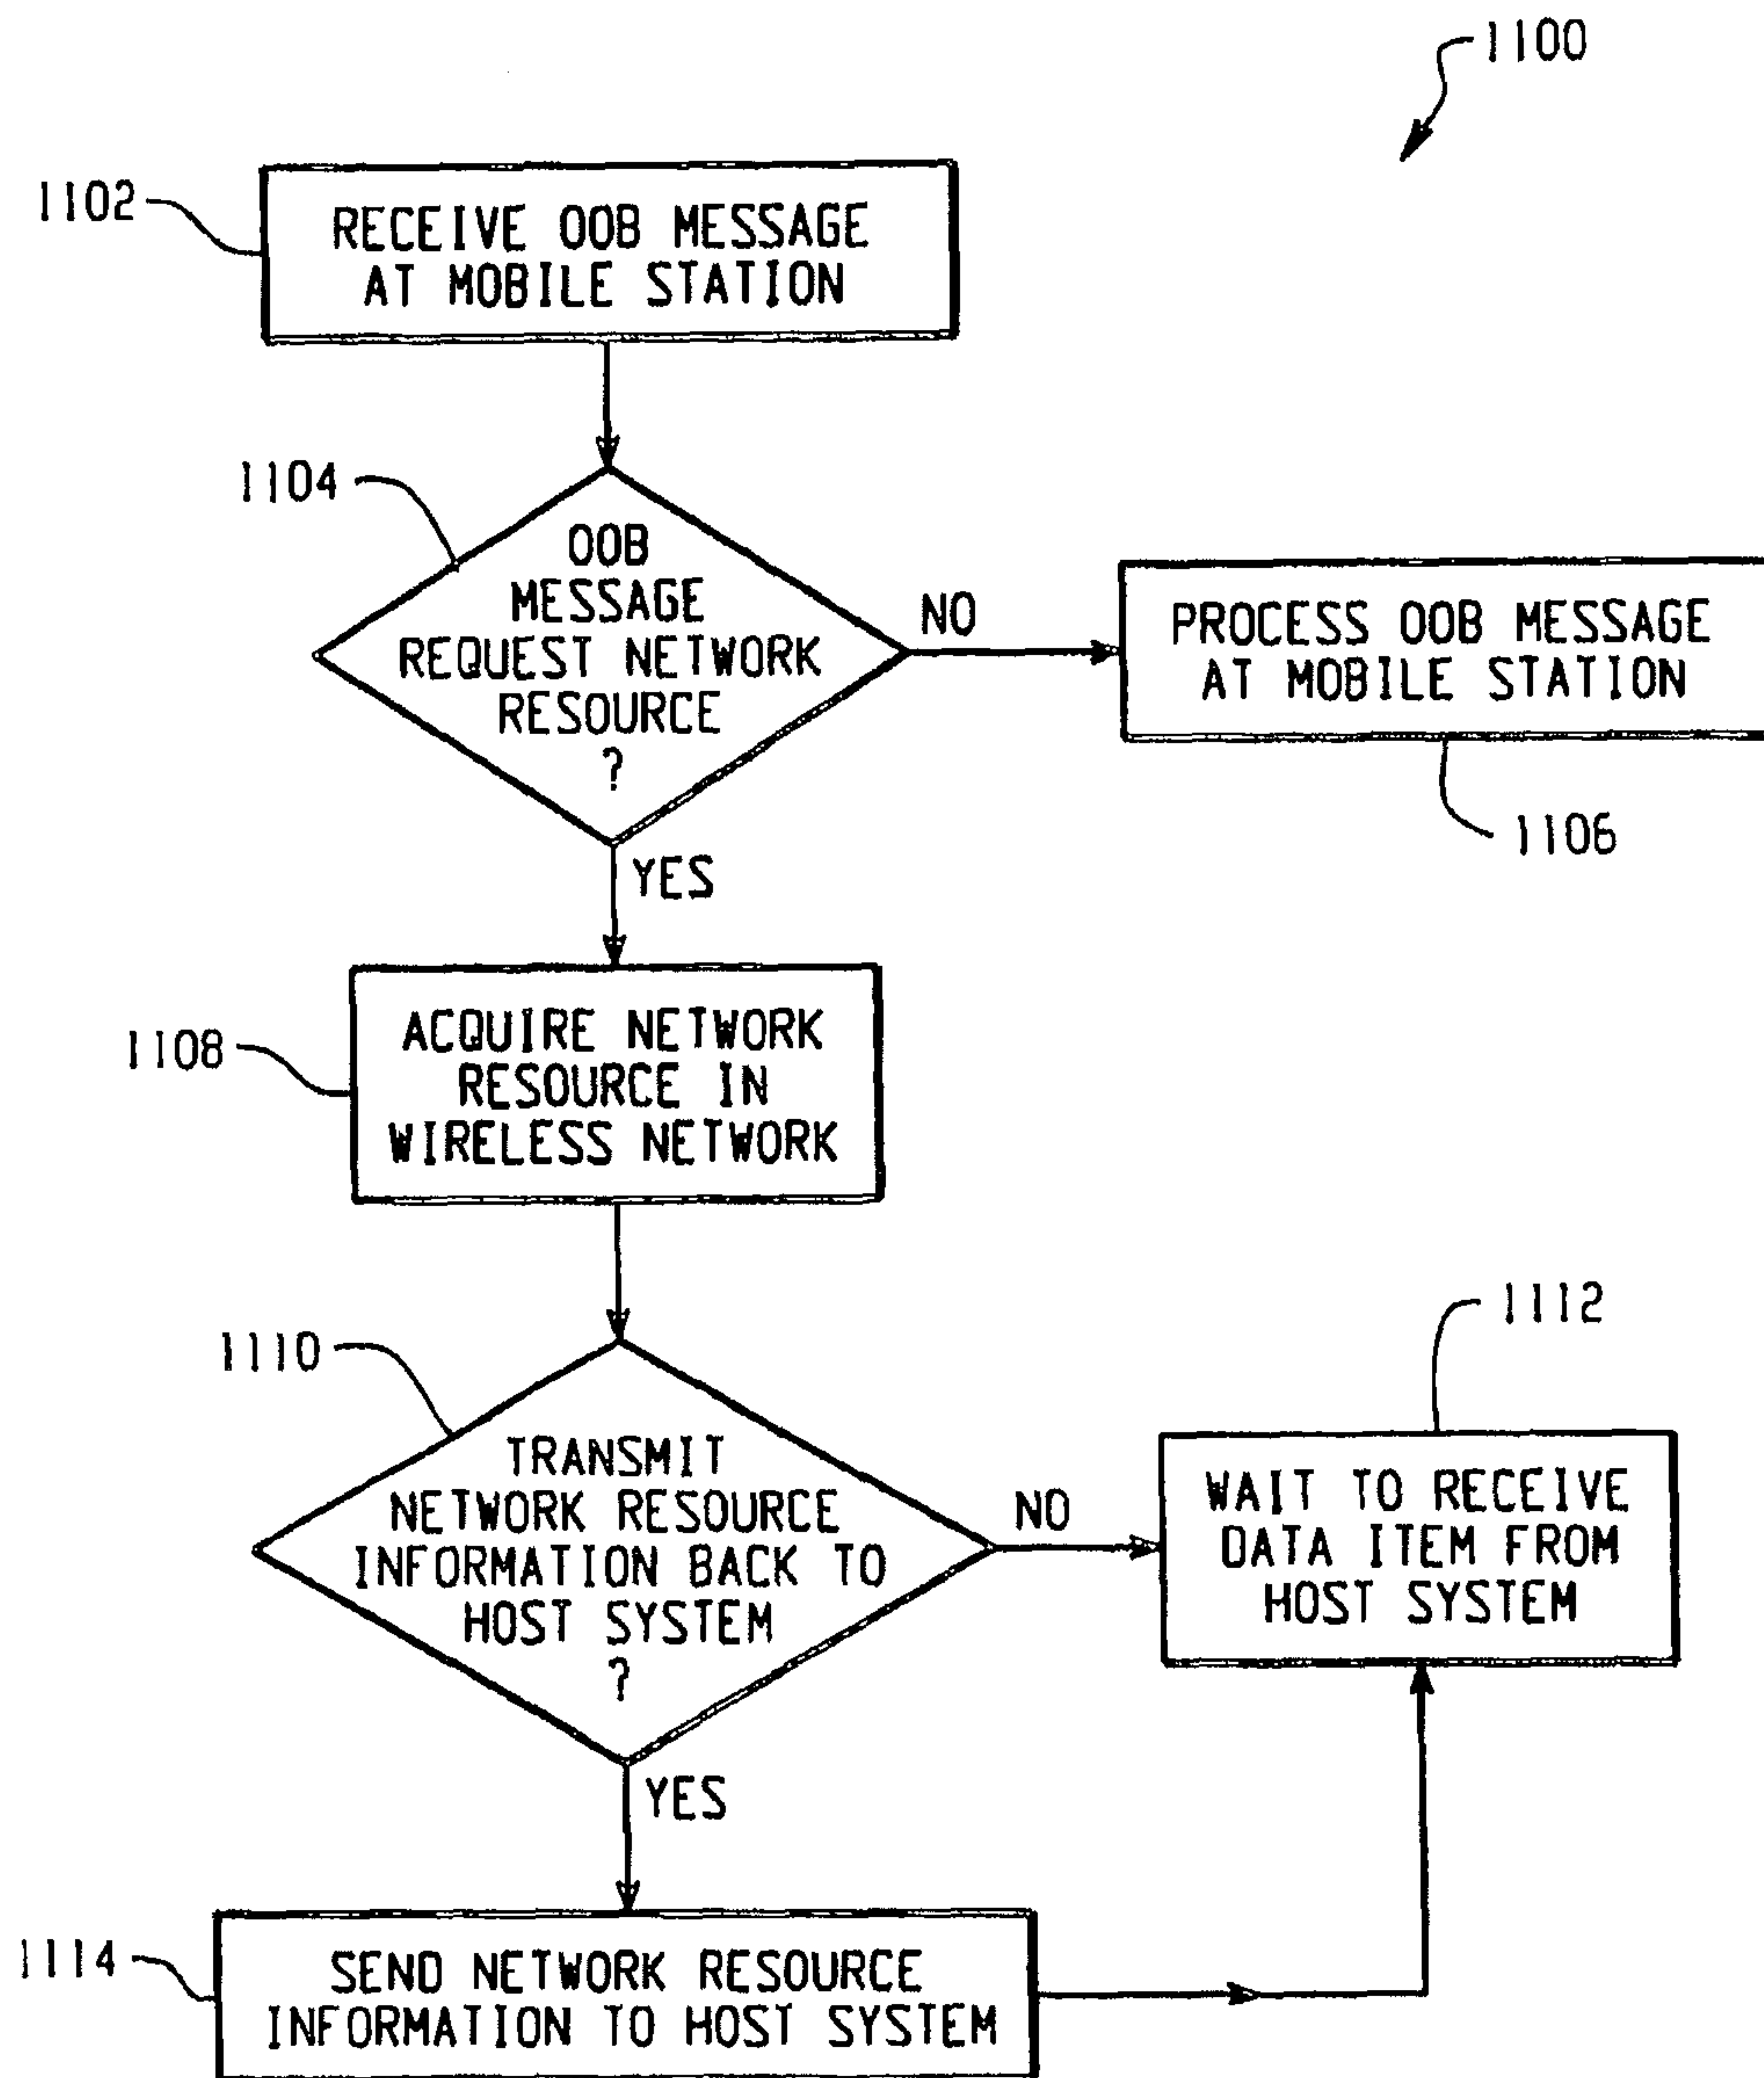 1100
1102
RECEIVE OOB MESSAGE
AT MOBILE STATION
1104
OOB
MESSAGE
REQUEST NETWORK
RESOURCE
?
NO
PROCESS OOB MESSAGE
AT MOBILE STATION
1106
YES
1108
ACQUIRE NETWORK
RESOURCE IN
WIRELESS NETWORK
1110
TRANSMIT
NETWORK RESOURCE
INFORMATION BACK TO
HOST SYSTEM
?
NO
1112
WAIT TO RECEIVE
DATA ITEM FROM
HOST SYSTEM
YES
1114
SEND NETWORK RESOURCE
INFORMATION TO HOST SYSTEM